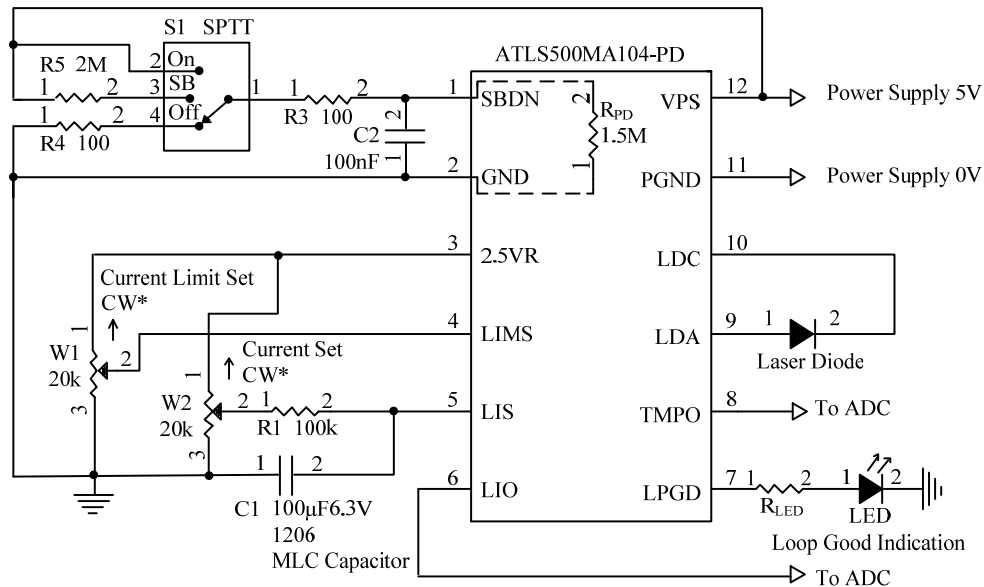 S1 SPTT
ATLS500MA104-PD
R5 2M
2 On
1 2 3 SB 1 1 2 1 SBDN 2 VPS 12 Power Supply 5V
1 2 4 Off R3 100 2 RPD
R4 100 C2 1.5M
100nF 1 2 GND 1 PGND 11 Power Supply 0V
3 2.5VR LDC 10
Current Limit Set
CW*
1 4 LIMS LDA 9 1 2
W1 2 Current Set Laser Diode
20k CW*
1
3 W2 2 1 2 5 LIS TMPO 8 To ADC
20k R1 100k
3 1 2 6 LIO LPGD 7 1 2 1 2
C1 100μF6.3V RLED LED
1206 Loop Good Indication
MLC Capacitor
To ADC